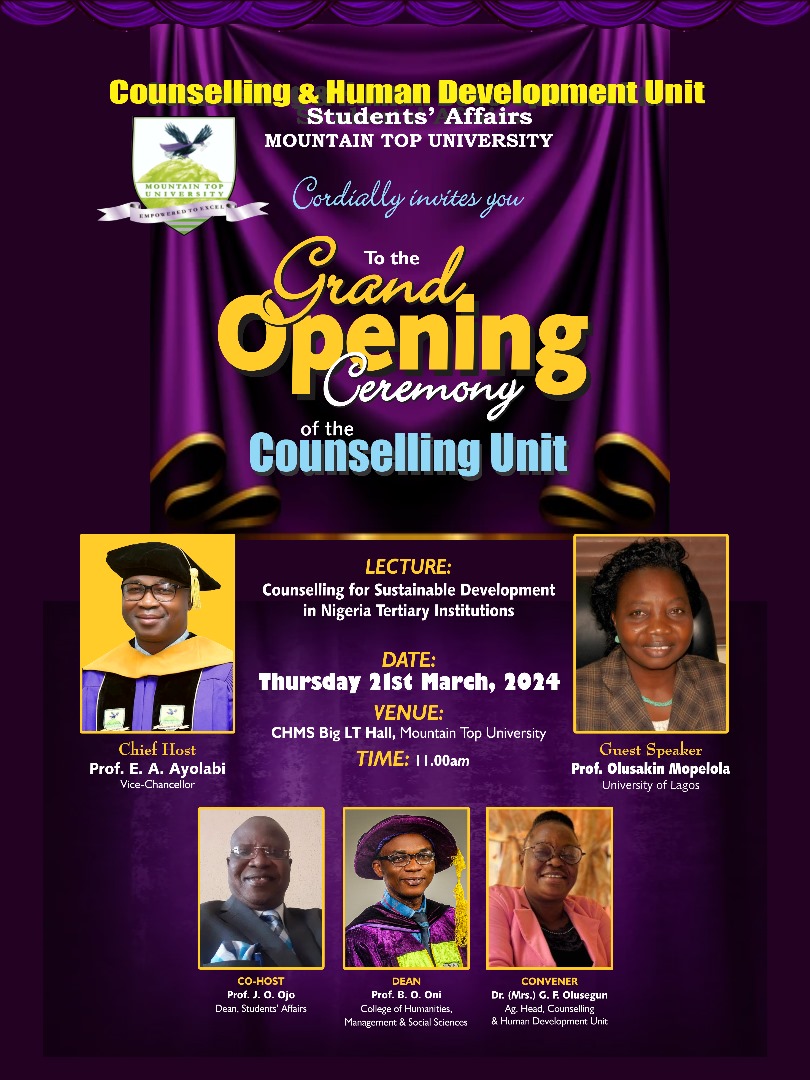 Counselling & Human Development Unit
Students' Affairs
MOUNTAIN TOP UNIVERSITY
MOUNTAIN TOP
UNIVERSITY
EMPOWERED TO EXCEL
Cordially invites you
To the
Grand
Opening
Ceremony
of the
Counselling Unit
LECTURE:
Counselling for Sustainable Development
in Nigeria Tertiary Institutions
DATE:
Thursday 21st March, 2024
VENUE:
CHMS Big LT Hall, Mountain Top University
TIME: 11.00am
Chief Host
Prof. E. A. Ayolabi
Vice-Chancellor
Guest Speaker
Prof. Olusakin Mopelola
University of Lagos
CO-HOST
Prof. J. O. Ojo
Dean, Students' Affairs
DEAN
Prof. B. O. Oni
College of Humanities,
Management & Social Sciences
CONVENER
Dr. (Mrs.) G. F. Olusegun
Ag. Head, Counselling
& Human Development Unit